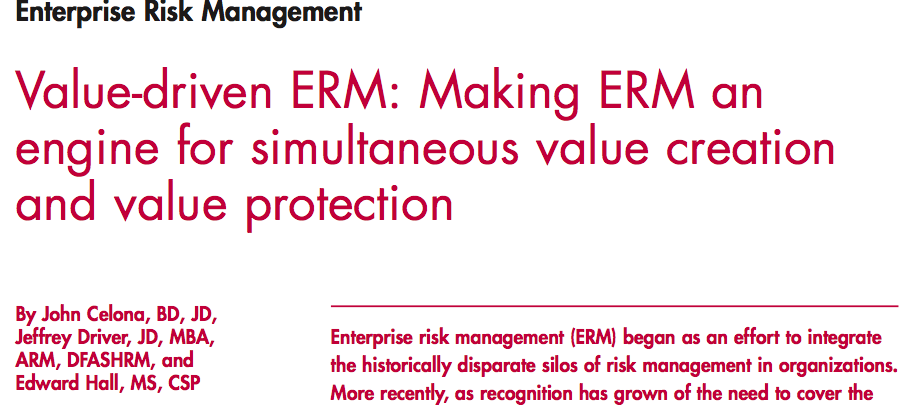 Enterprise Risk Management
Value-driven ERM: Making ERM an
engine for simultaneous value creation
and value protection
By John Celona, BD, JD,
Jeffrey Driver, JD, MBA,
ARM, DFASHRM, and
Edward Hall, MS, CSP
Enterprise risk management (ERM) began as an effort to integrate
the historically disparate silos of risk management in organizations.
More recently, as recognition has grown of the need to cover the